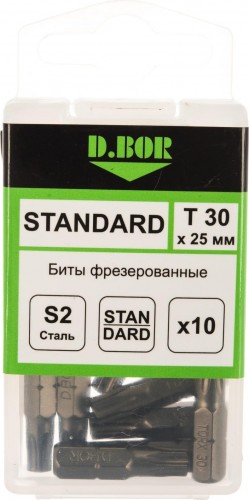 D.BOR
STANDARD
T 30
x 25 мм
Биты фрезерованные
S2
Сталь
STAN
DARD
x10